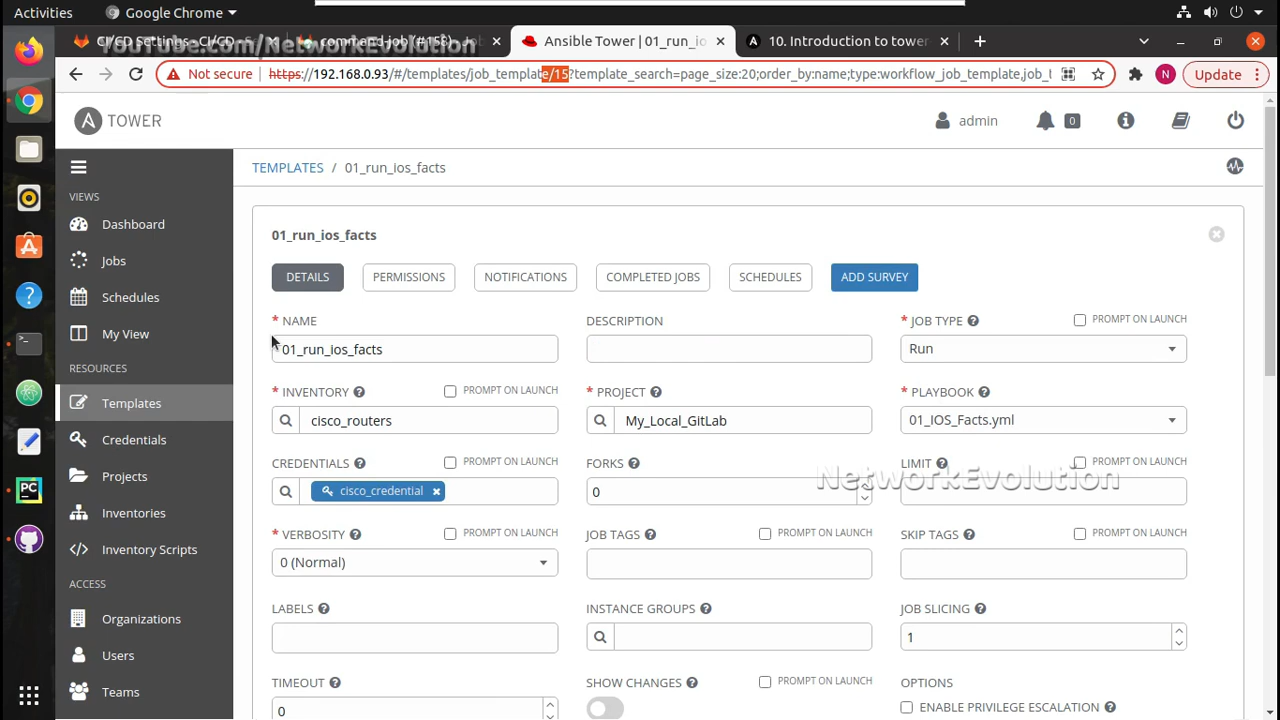 Activities Google Chrome
CI/CD Settings · CI/CD
command-job (#158) · Job
Ansible Tower | 01_run_io
10. Introduction to tower-
Youtube.com/NetworkEvolution
Not secure https://192.168.0.93/#/templates/job_template/15?template_search=page_size:20;order_by:name;type:workflow_job_template,job_t
N Update
A TOWER
admin 0
VIEWS
Dashboard
Jobs
Schedules
My View
RESOURCES
Templates
Credentials
Projects
Inventories
Inventory Scripts
ACCESS
Organizations
Users
Teams
TEMPLATES / 01_run_ios_facts
01_run_ios_facts
DETAILS PERMISSIONS NOTIFICATIONS COMPLETED JOBS SCHEDULES ADD SURVEY
* NAME DESCRIPTION * JOB TYPE ? PROMPT ON LAUNCH
01_run_ios_facts Run
* INVENTORY ? PROMPT ON LAUNCH * PROJECT ? * PLAYBOOK ?
cisco_routers My_Local_GitLab 01_IOS_Facts.yml
CREDENTIALS ? PROMPT ON LAUNCH FORKS ? LIMIT ? PROMPT ON LAUNCH
cisco_credential 0
NetworkEvolution
* VERBOSITY ? PROMPT ON LAUNCH JOB TAGS ? PROMPT ON LAUNCH SKIP TAGS ? PROMPT ON LAUNCH
0 (Normal)
LABELS ? INSTANCE GROUPS ? JOB SLICING ?
1
TIMEOUT ? SHOW CHANGES ? PROMPT ON LAUNCH OPTIONS
0 ENABLE PRIVILEGE ESCALATION ?
PC